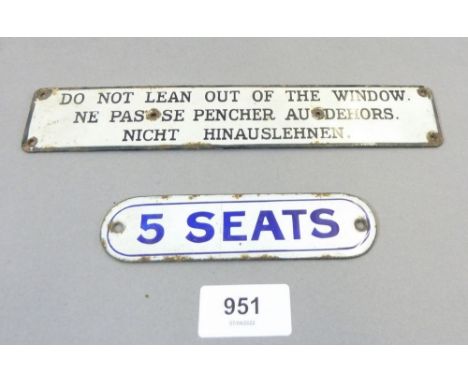 DO NOT LEAN OUT OF THE WINDOW.
NE PAS SE PENCHER AU DEHORS.
NICHT HINAUSLEHNEN.
5 SEATS
951